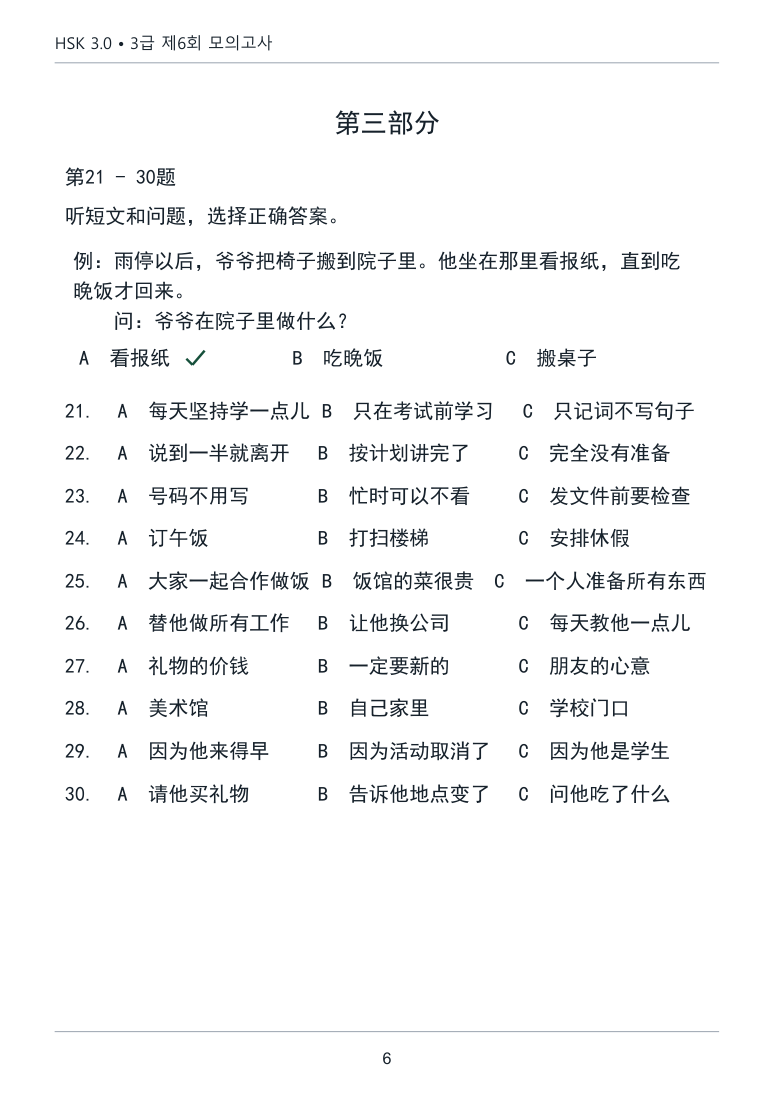 HSK 3.0 • 3급 제6회 모의고사
第三部分
第21 - 30题
听短文和问题，选择正确答案。
例：雨停以后，爷爷把椅子搬到院子里。他坐在那里看报纸，直到吃
晚饭才回来。
问：爷爷在院子里做什么？
A 看报纸 ✓ B 吃晚饭 C 搬桌子
21. A 每天坚持学一点儿 B 只在考试前学习 C 只记词不写句子
22. A 说到一半就离开 B 按计划讲完了 C 完全没有准备
23. A 号码不用写 B 忙时可以不看 C 发文件前要检查
24. A 订午饭 B 打扫楼梯 C 安排休假
25. A 大家一起合作做饭 B 饭馆的菜很贵 C 一个人准备所有东西
26. A 替他做所有工作 B 让他换公司 C 每天教他一点儿
27. A 礼物的价钱 B 一定要新的 C 朋友的心意
28. A 美术馆 B 自己家里 C 学校门口
29. A 因为他来得早 B 因为活动取消了 C 因为他是学生
30. A 请他买礼物 B 告诉他地点变了 C 问他吃了什么
6